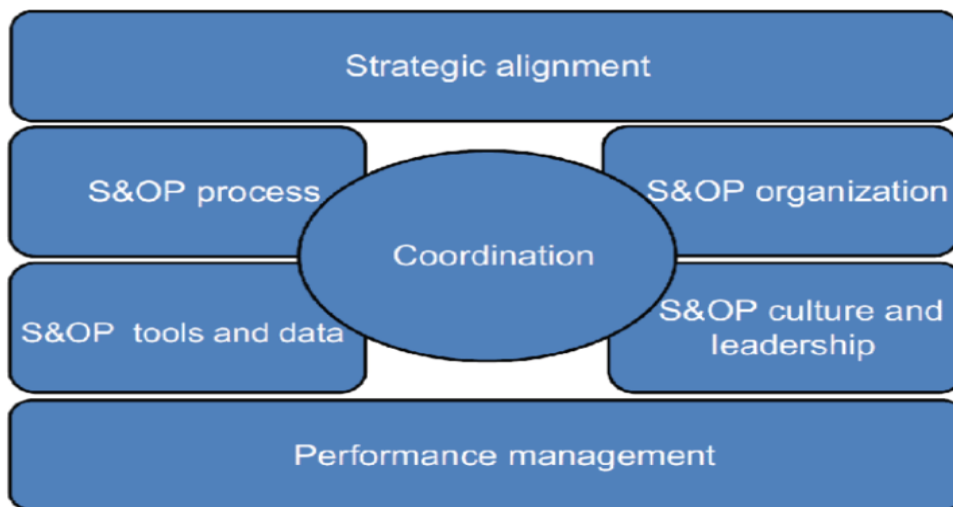 Strategic alignment
S&OP process
S&OP organization
Coordination
S&OP tools and data
S&OP culture and
leadership
Performance management